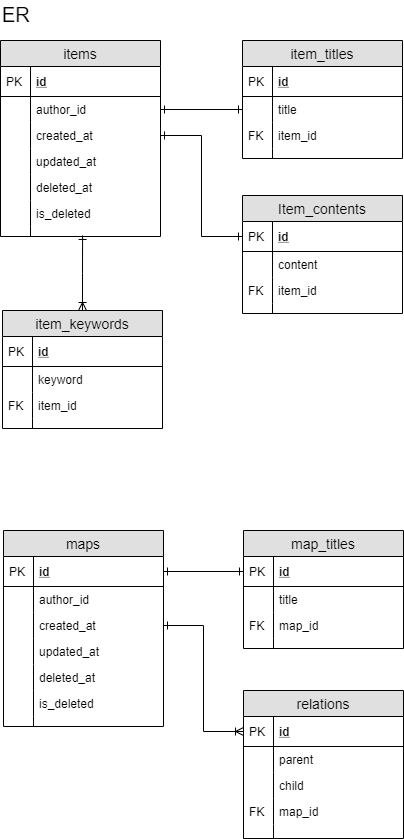 ER
items
PK id
author_id
created_at
updated_at
deleted_at
is_deleted
item_titles
PK id
title
FK item_id
Item_contents
PK id
content
FK item_id
item_keywords
PK id
keyword
FK item_id
maps
PK id
author_id
created_at
updated_at
deleted_at
is_deleted
map_titles
PK id
title
FK map_id
relations
PK id
parent
child
FK map_id